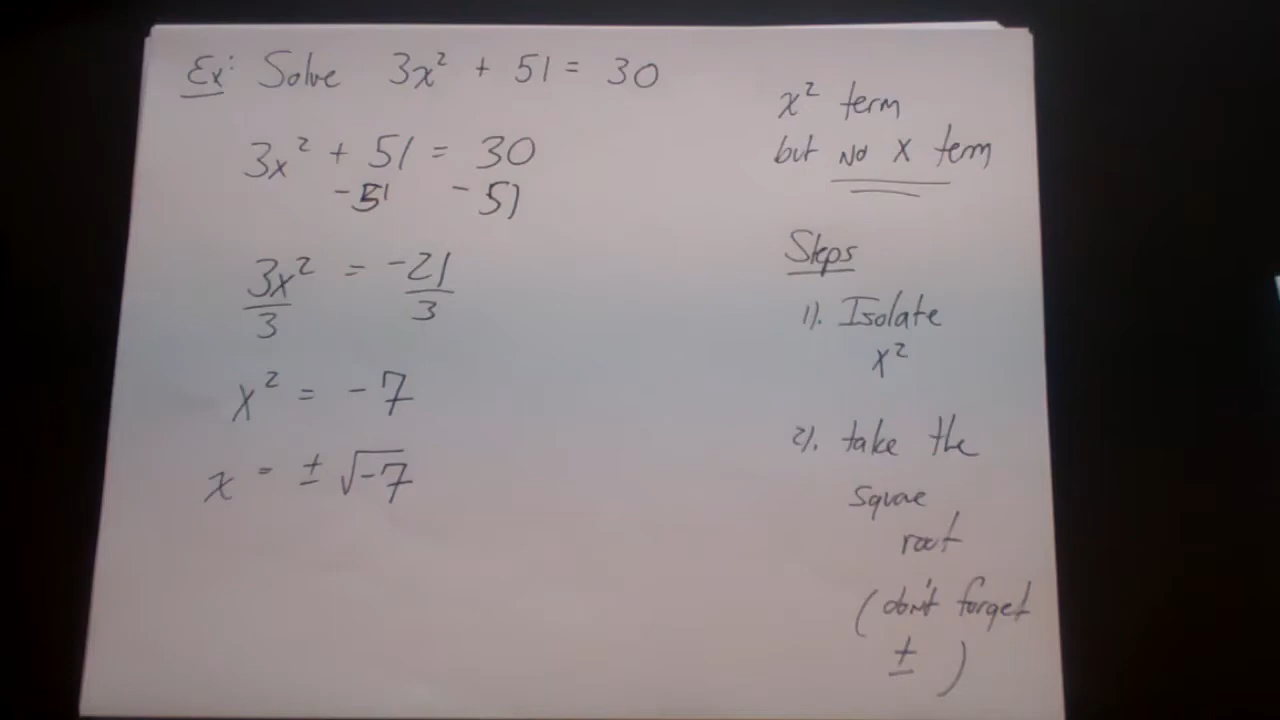 Ex: Solve 3x² + 51 = 30
3x² + 51 = 30
-51 -51
3x² = -21
3 3
x² = -7
x = ± √-7
x² term
but no x term
Steps
1). Isolate
x²
2). take the
square
root
(don't forget
± )